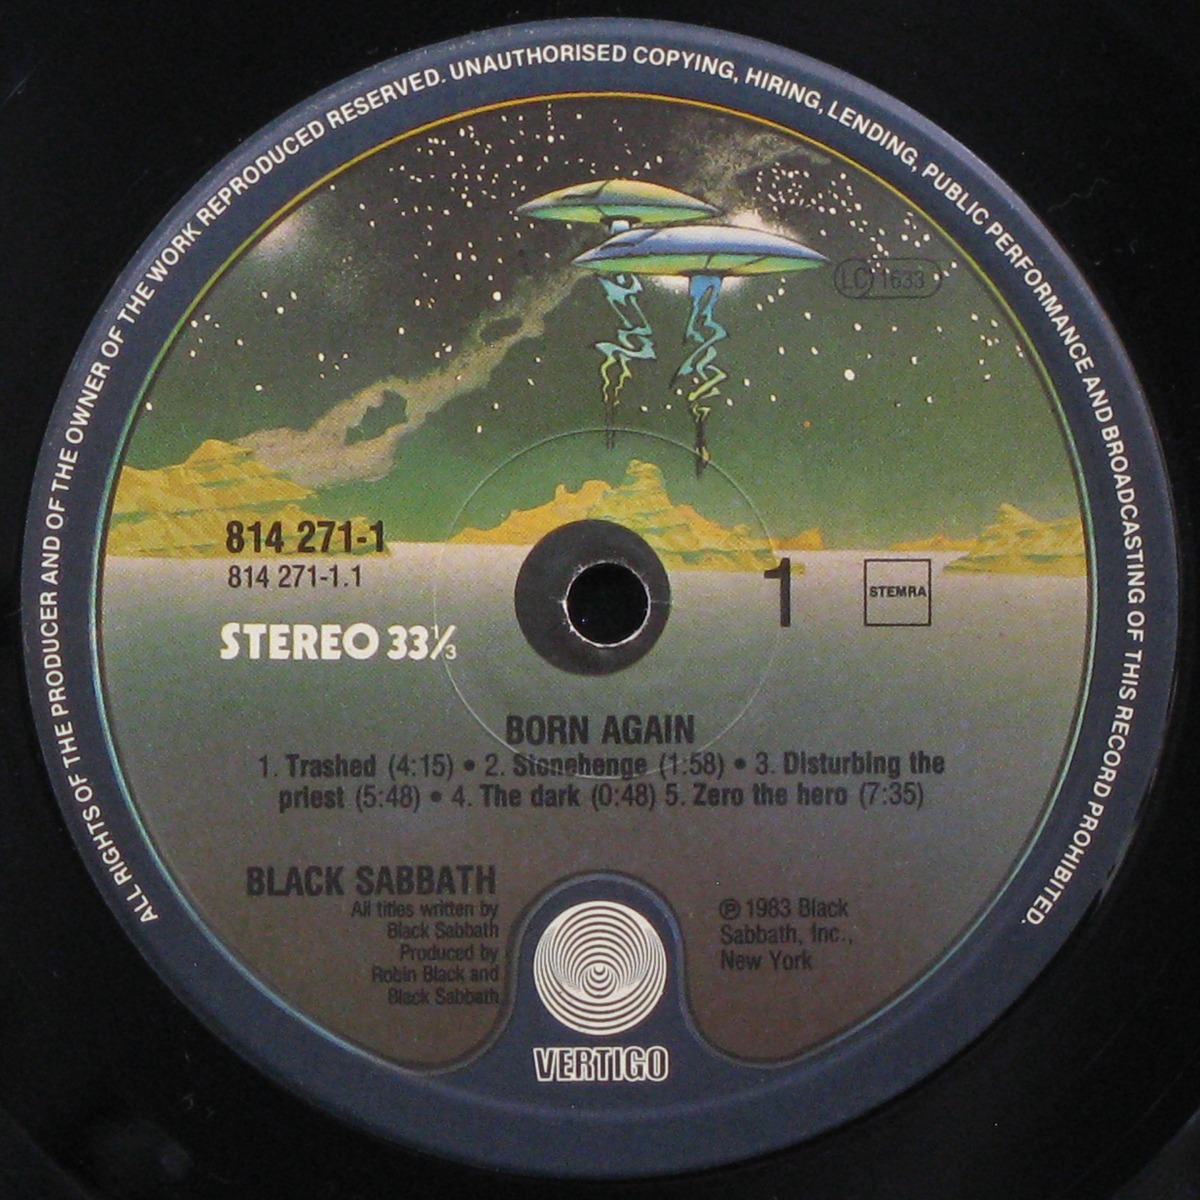 ALL RIGHTS OF THE PRODUCER AND OF THE OWNER OF THE WORK REPRODUCED RESERVED. UNAUTHORISED COPYING, HIRING, LENDING, PUBLIC PERFORMANCE AND BROADCASTING OF THIS RECORD PROHIBITED.
LC 1633
814 271-1
814 271-1.1
1
STEMRA
STEREO 33⅓
BORN AGAIN
1. Trashed (4:15) • 2. Stonehenge (1:58) • 3. Disturbing the
priest (5:48) • 4. The dark (0:48) 5. Zero the hero (7:35)
BLACK SABBATH
All titles written by
Black Sabbath
Produced by
Robin Black and
Black Sabbath
℗ 1983 Black
Sabbath, Inc.,
New York
VERTIGO